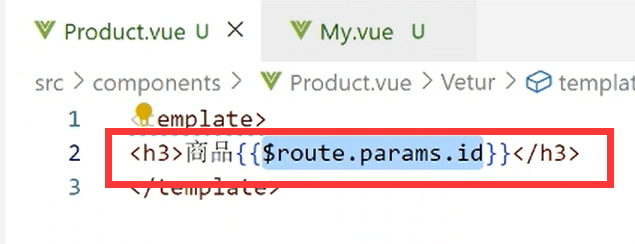 Product.vue U My.vue U
src > components > Product.vue > Vetur > templat
1 emplate>
2 <h3>商品{{$route.params.id}}</h3>
3 </template>